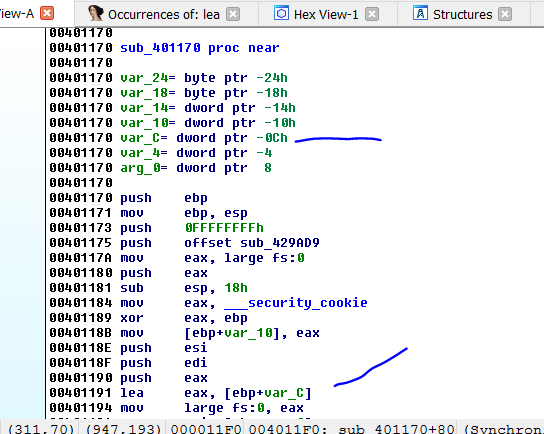 View-A Occurrences of: lea Hex View-1 Structures
00401170
00401170 sub_401170 proc near
00401170
00401170 var_24= byte ptr -24h
00401170 var_18= byte ptr -18h
00401170 var_14= dword ptr -14h
00401170 var_10= dword ptr -10h
00401170 var_C= dword ptr -0Ch
00401170 var_4= dword ptr -4
00401170 arg_0= dword ptr 8
00401170
00401170 push ebp
00401171 mov ebp, esp
00401173 push 0FFFFFFFFh
00401175 push offset sub_429AD9
0040117A mov eax, large fs:0
00401180 push eax
00401181 sub esp, 18h
00401184 mov eax, ___security_cookie
00401189 xor eax, ebp
0040118B mov [ebp+var_10], eax
0040118E push esi
0040118F push edi
00401190 push eax
00401191 lea eax, [ebp+var_C]
00401194 mov large fs:0, eax
(311,70) (947,193) 000011F0 004011F0: sub_401170+80 (Synchron